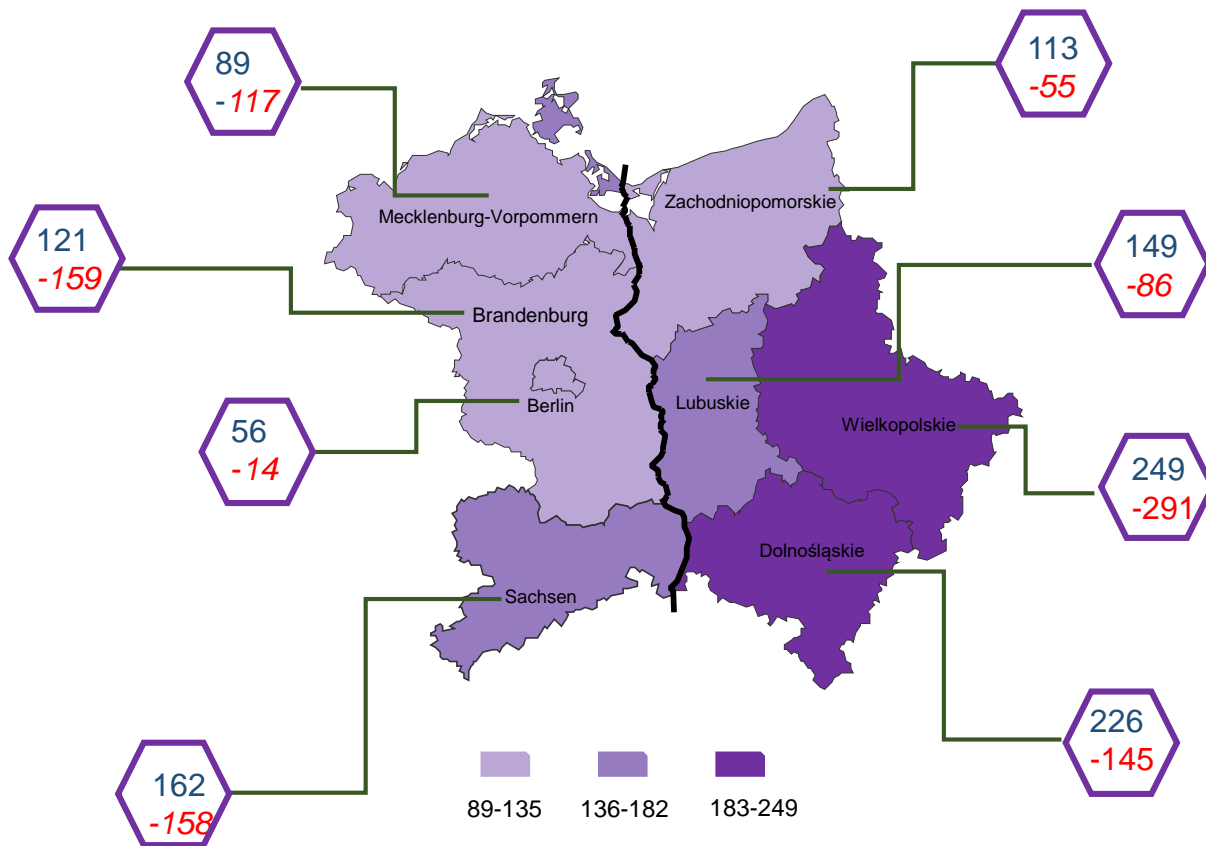 89
-117
113
-55
Mecklenburg-Vorpommern
Zachodniopomorskie
121
-159
149
-86
Brandenburg
Berlin
Lubuskie
Wielkopolskie
56
-14
249
-291
Dolnośląskie
Sachsen
226
-145
162
-158
89-135
136-182
183-249